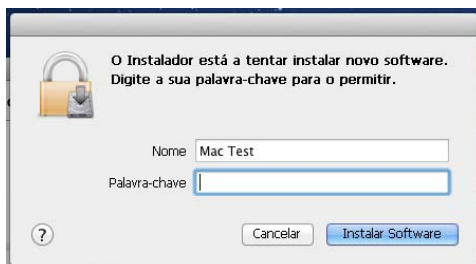 O Instalador está a tentar instalar novo software.
Digite a sua palavra-chave para o permitir.
Nome Mac Test
Palavra-chave
? Cancelar Instalar Software